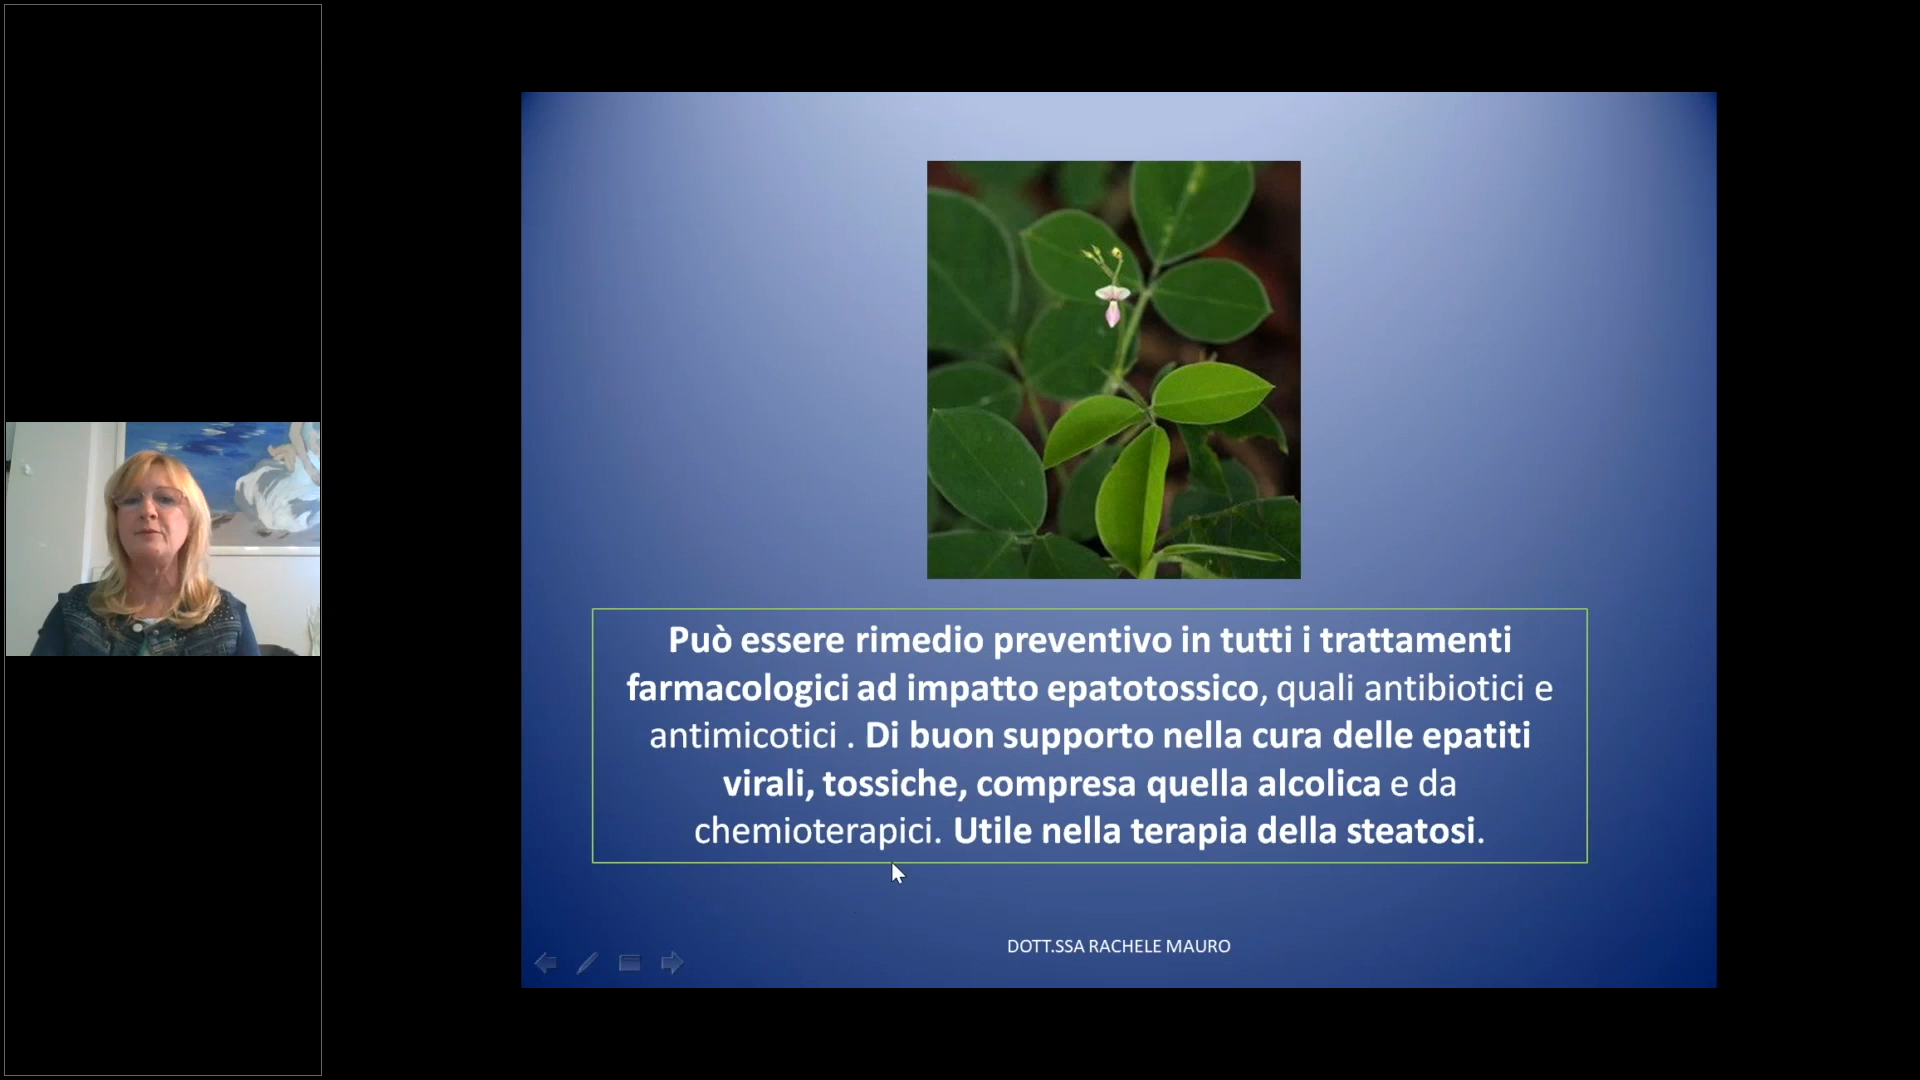 Può essere rimedio preventivo in tutti i trattamenti
farmacologici ad impatto epatotossico, quali antibiotici e
antimicotici . Di buon supporto nella cura delle epatiti
virali, tossiche, compresa quella alcolica e da
chemioterapici. Utile nella terapia della steatosi.
DOTT.SSA RACHELE MAURO